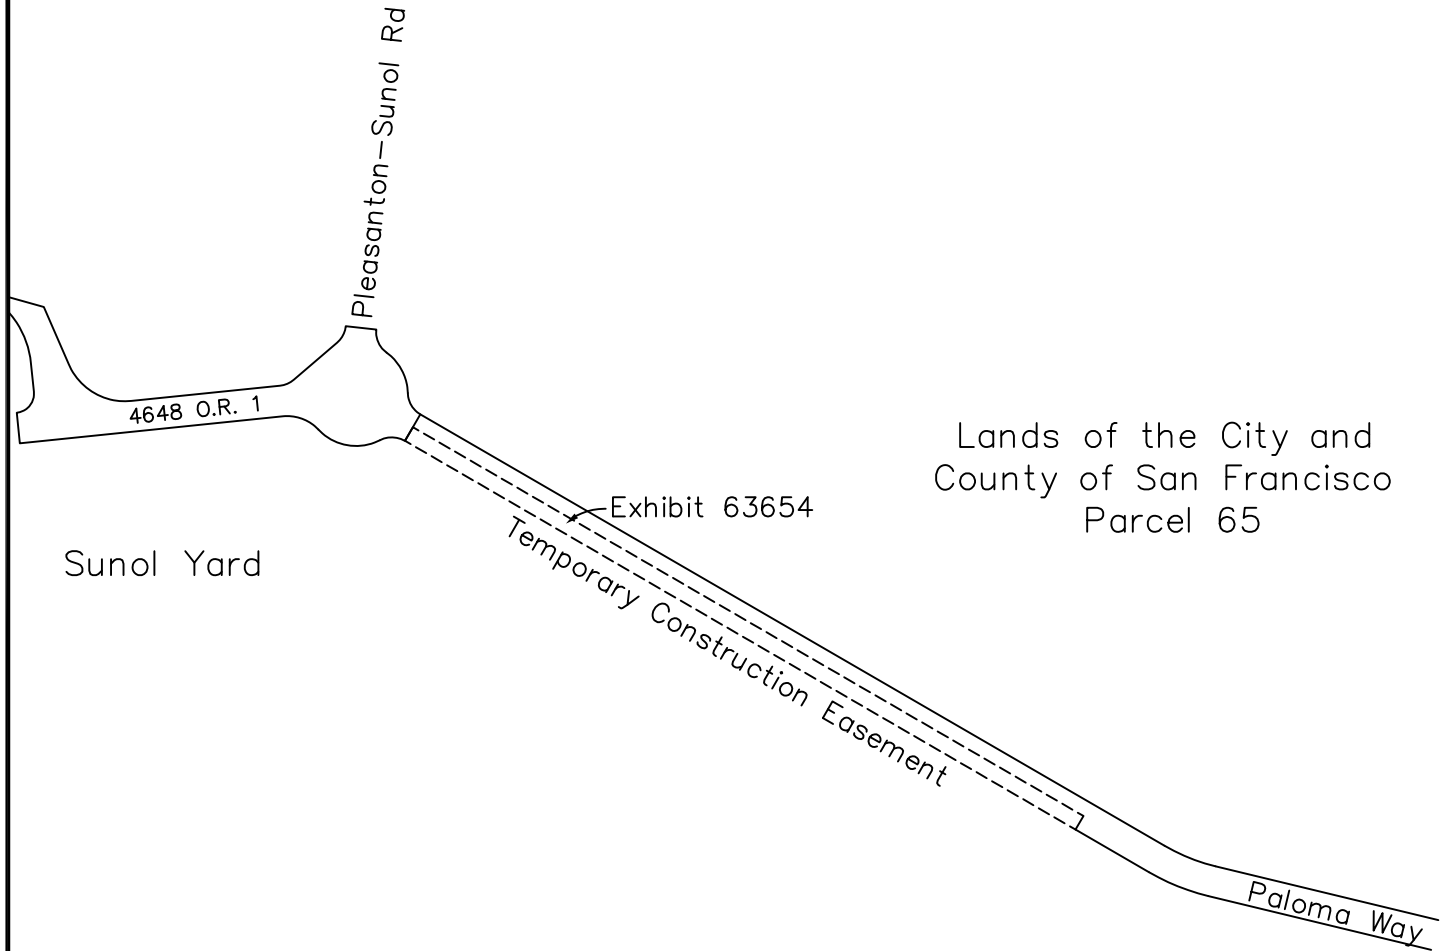 Pleasanton-Sunol Rd
4648 O.R. 1
Lands of the City and
County of San Francisco
Parcel 65
Exhibit 63654
Sunol Yard
Temporary Construction Easement
Paloma Way